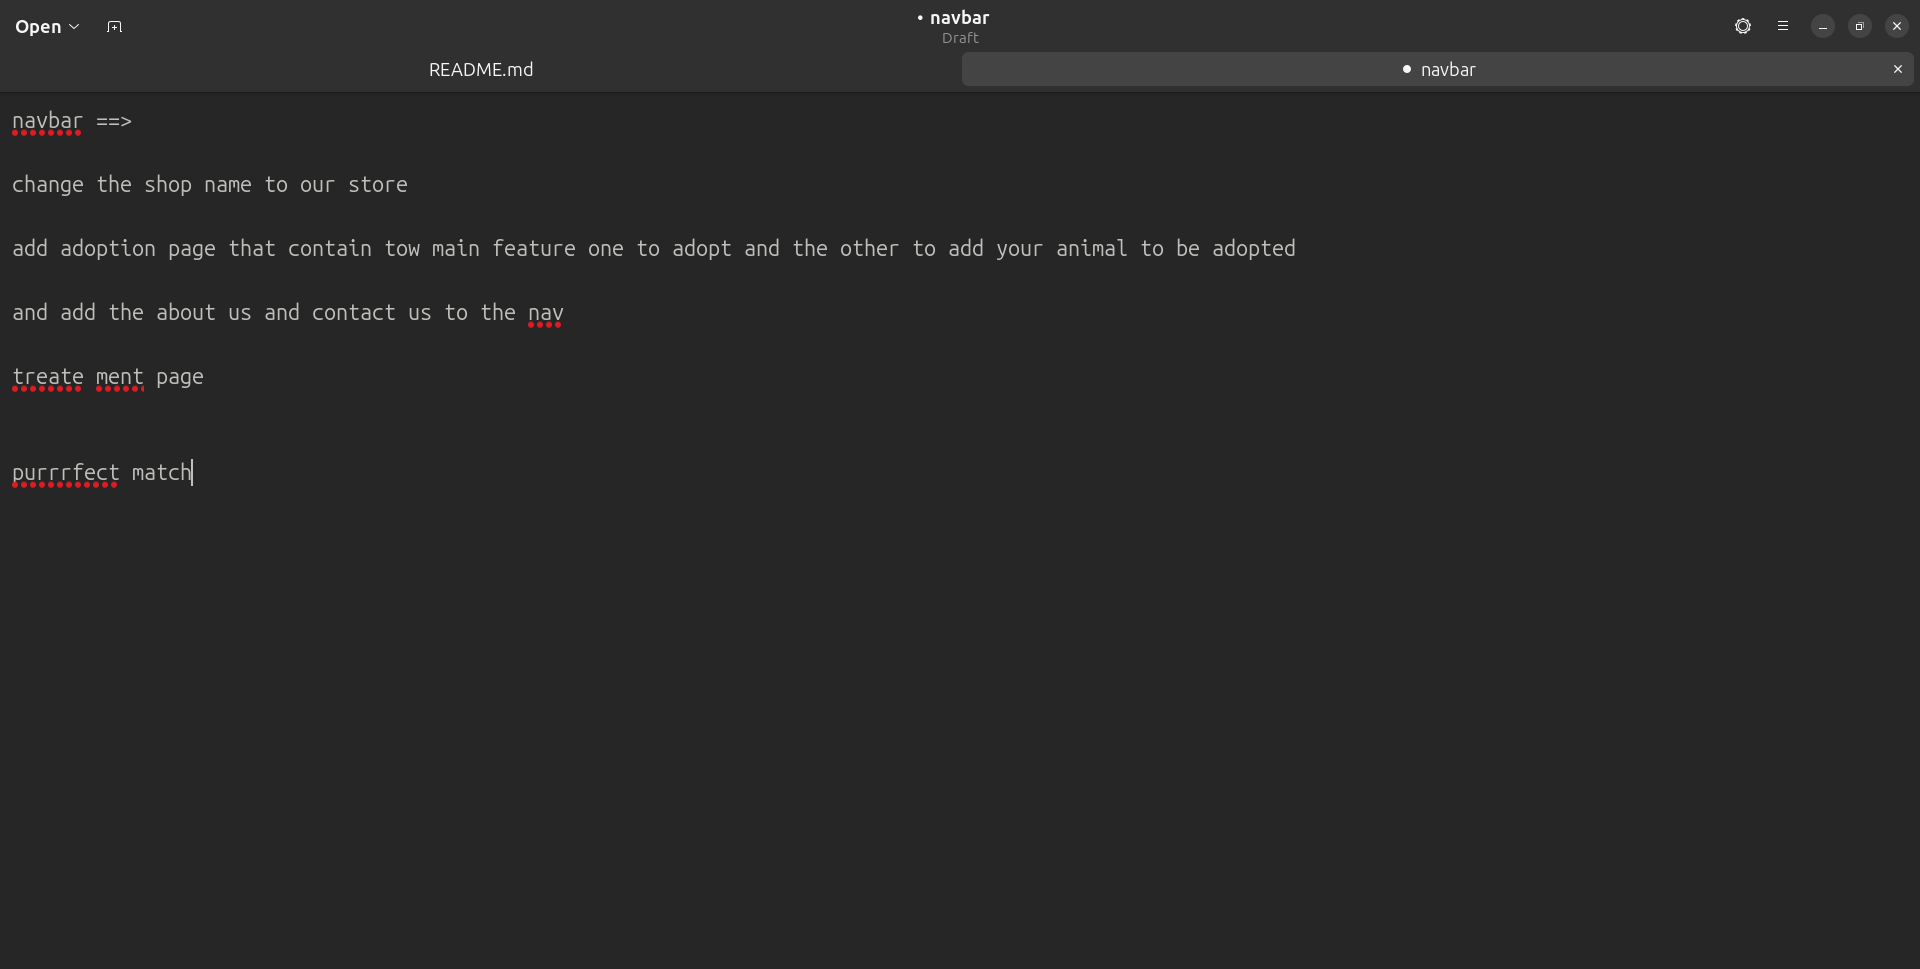 Open
• navbar
Draft
README.md
● navbar
navbar ==>
change the shop name to our store
add adoption page that contain tow main feature one to adopt and the other to add your animal to be adopted
and add the about us and contact us to the nav
treate ment page
purrrfect match